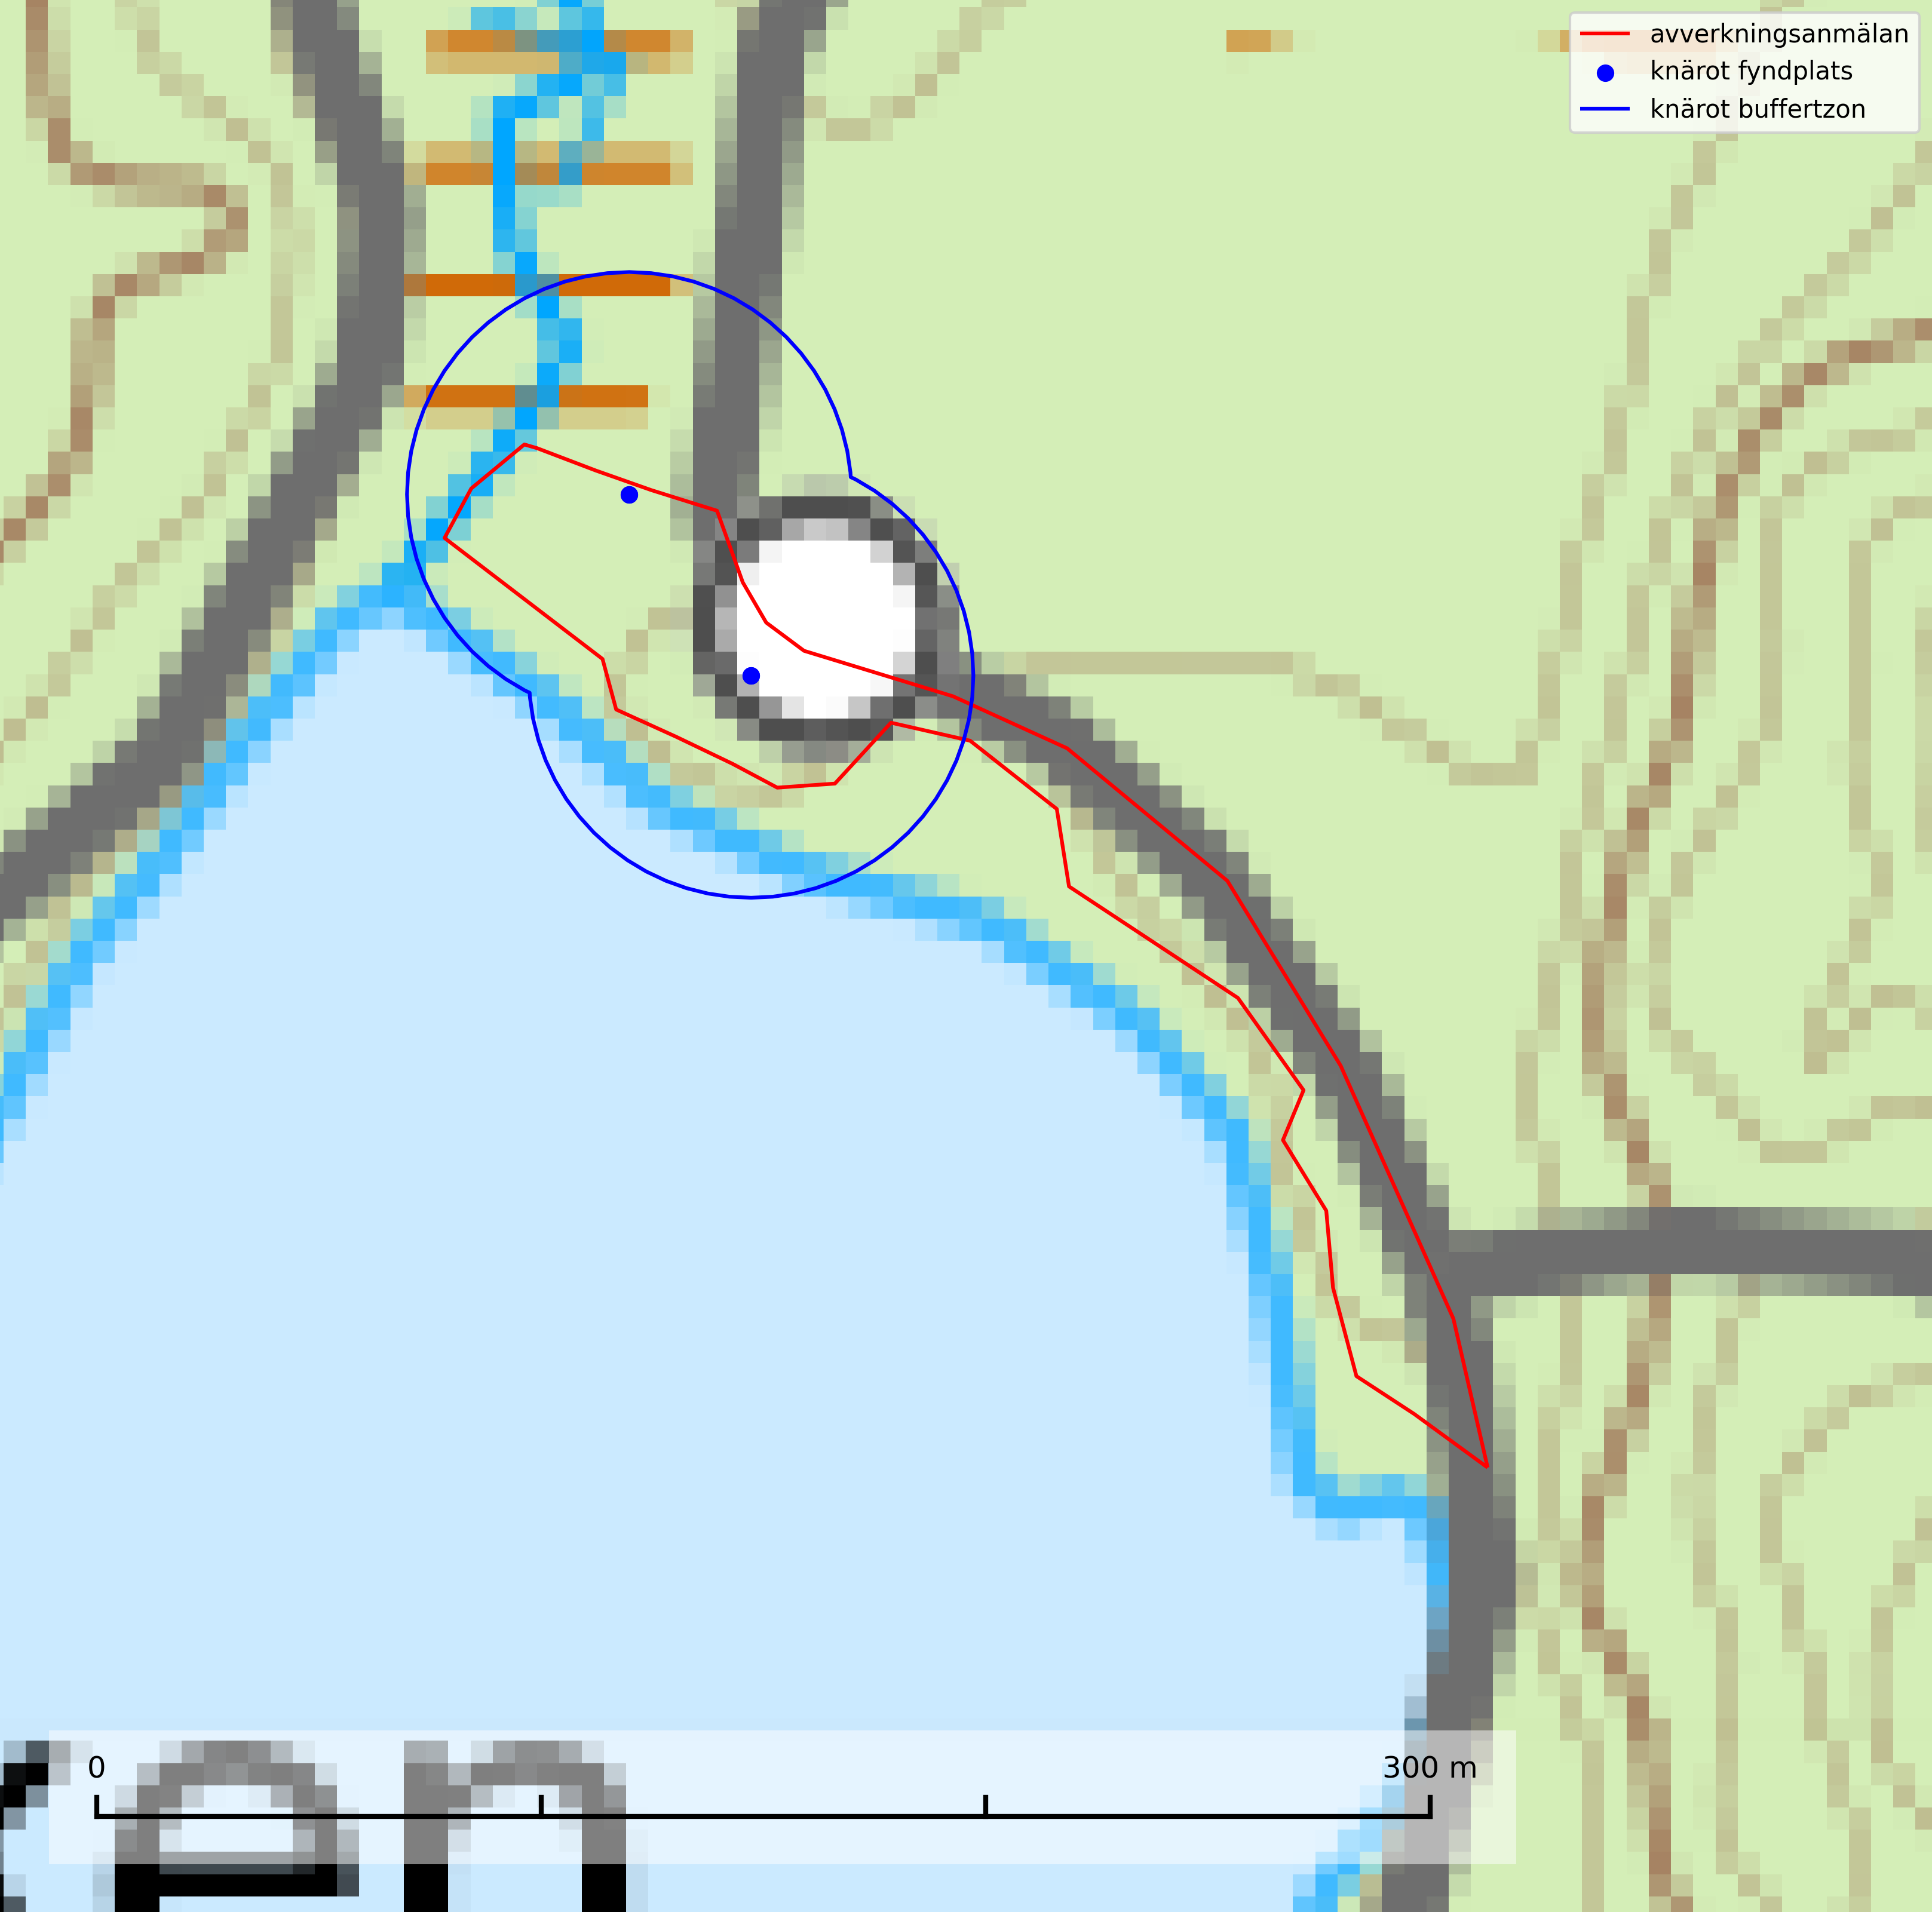 avverkningsanmälan
knärot fyndplats
knärot buffertzon
0 300 m